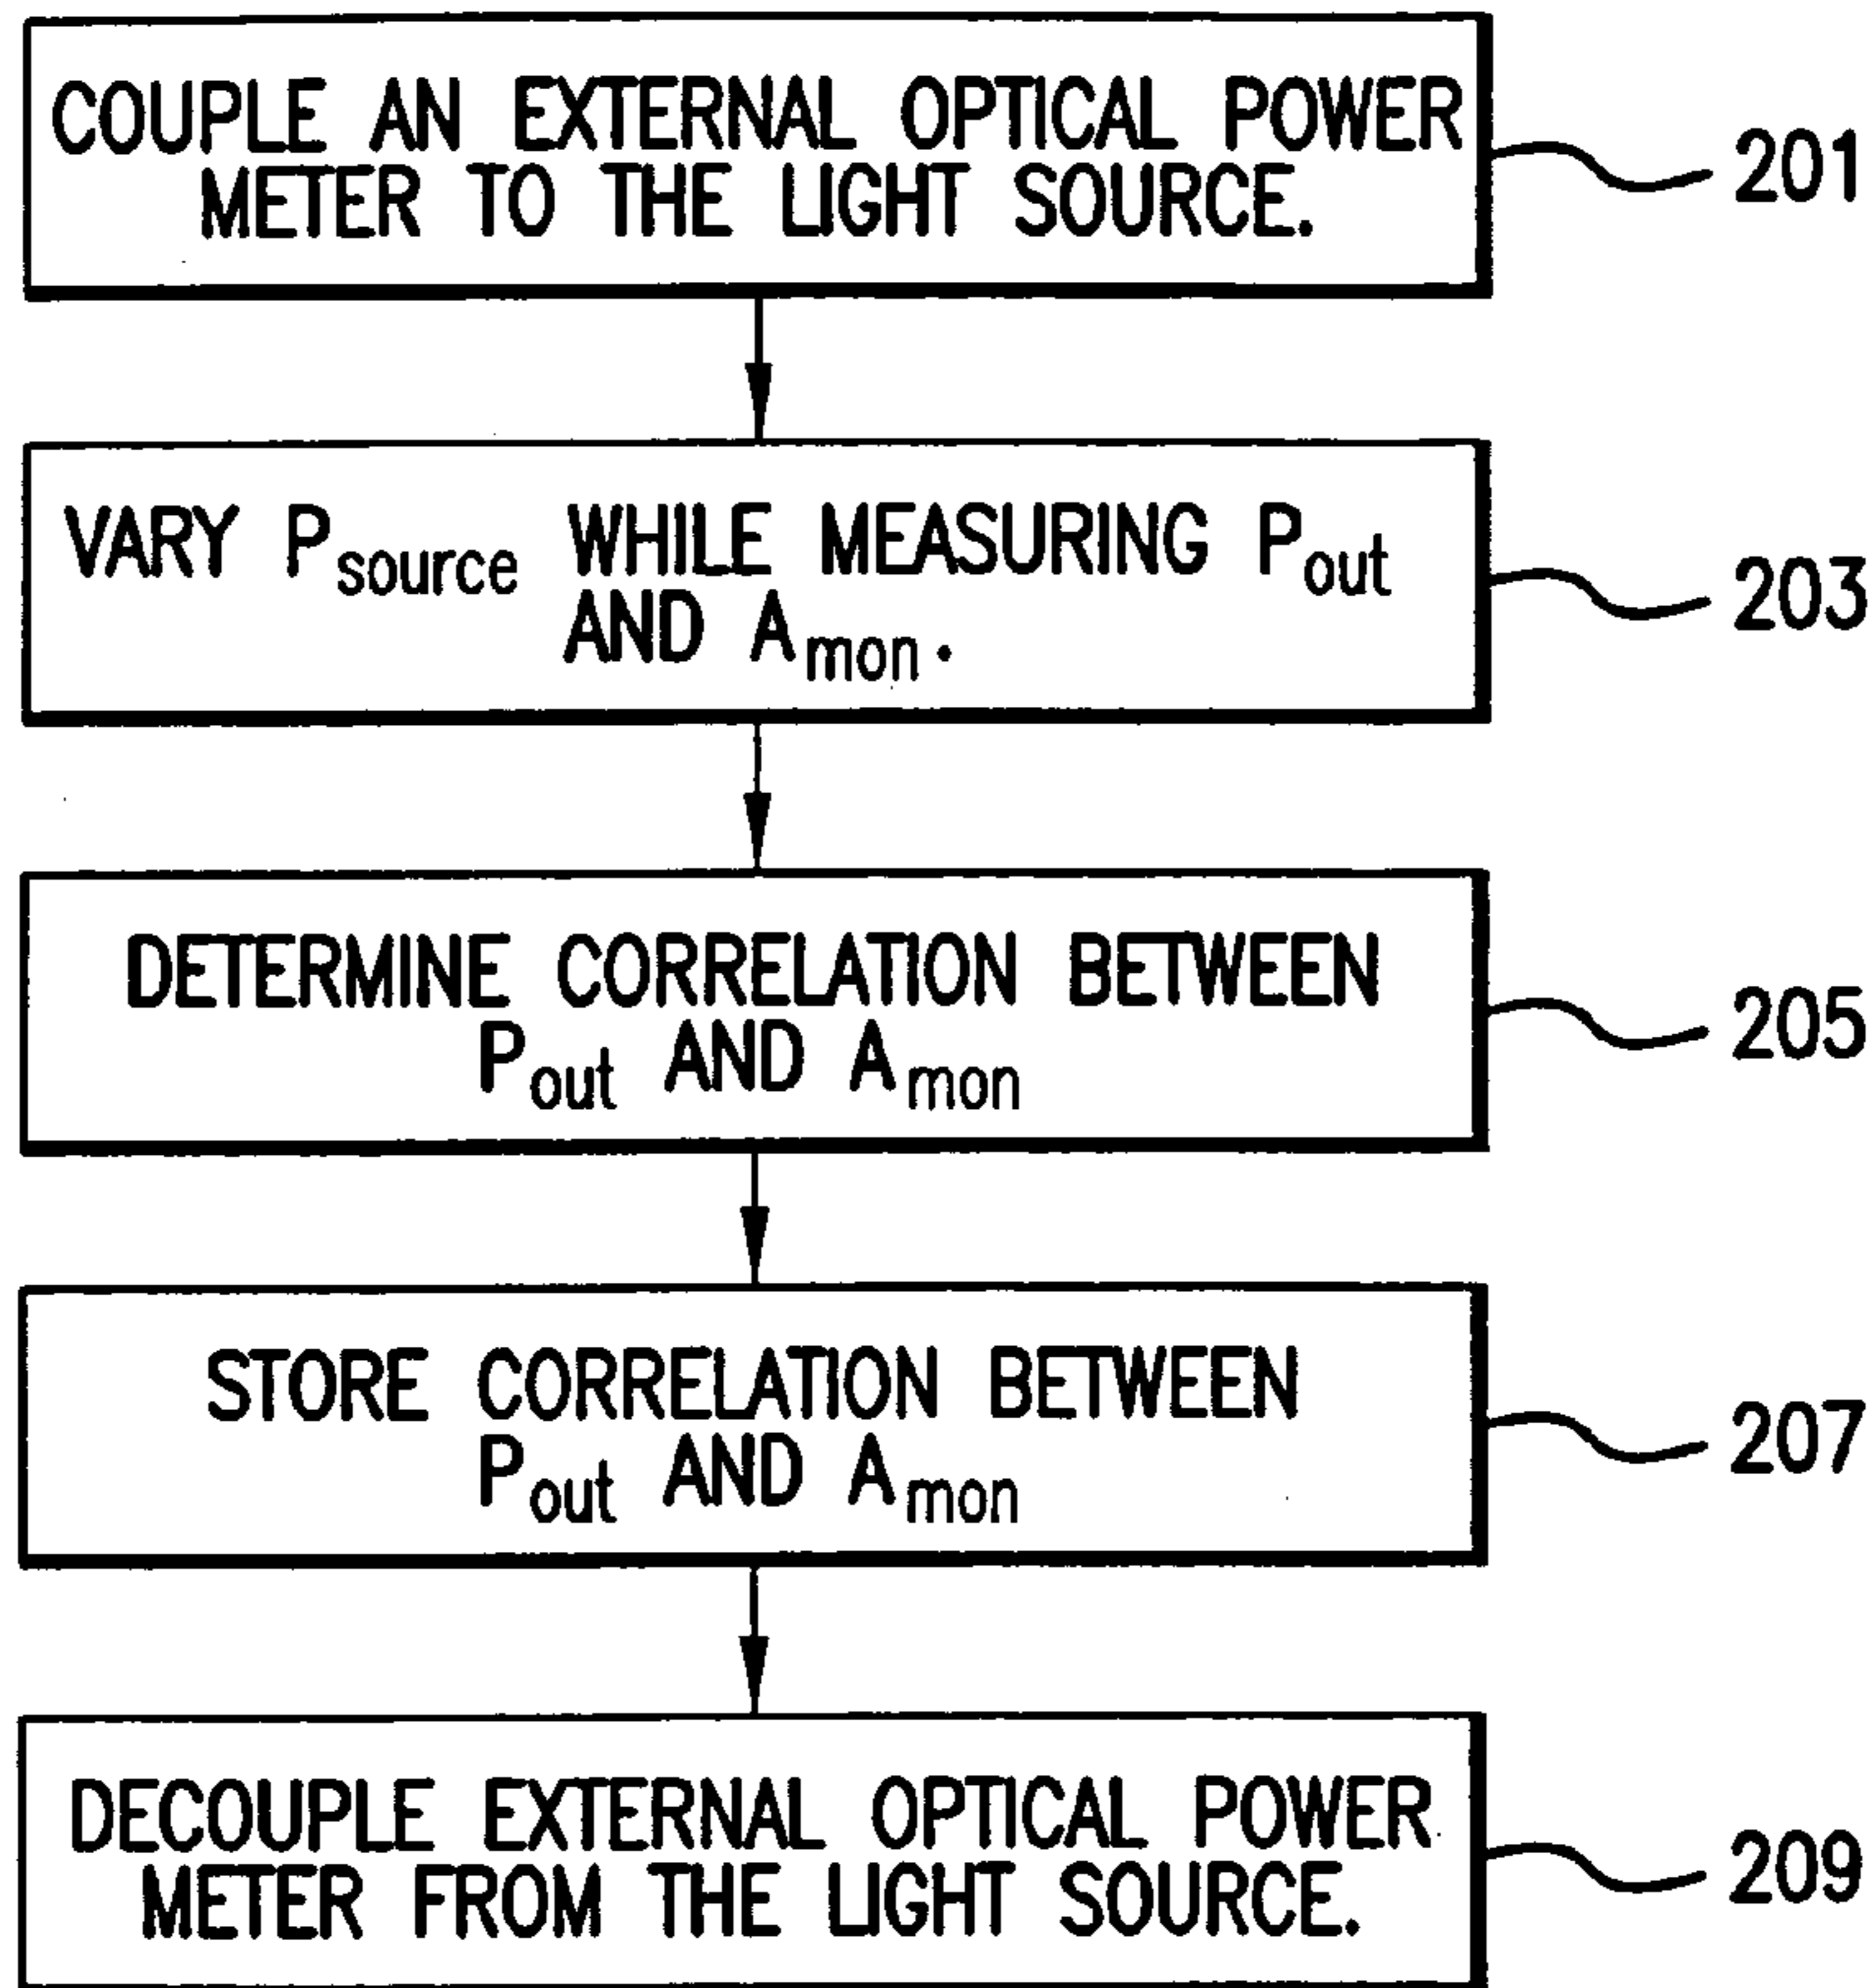 COUPLE AN EXTERNAL OPTICAL POWER
METER TO THE LIGHT SOURCE.
201
VARY Psource WHILE MEASURING Pout
AND Amon.
203
DETERMINE CORRELATION BETWEEN
Pout AND Amon
205
STORE CORRELATION BETWEEN
Pout AND Amon
207
DECOUPLE EXTERNAL OPTICAL POWER
METER FROM THE LIGHT SOURCE.
209